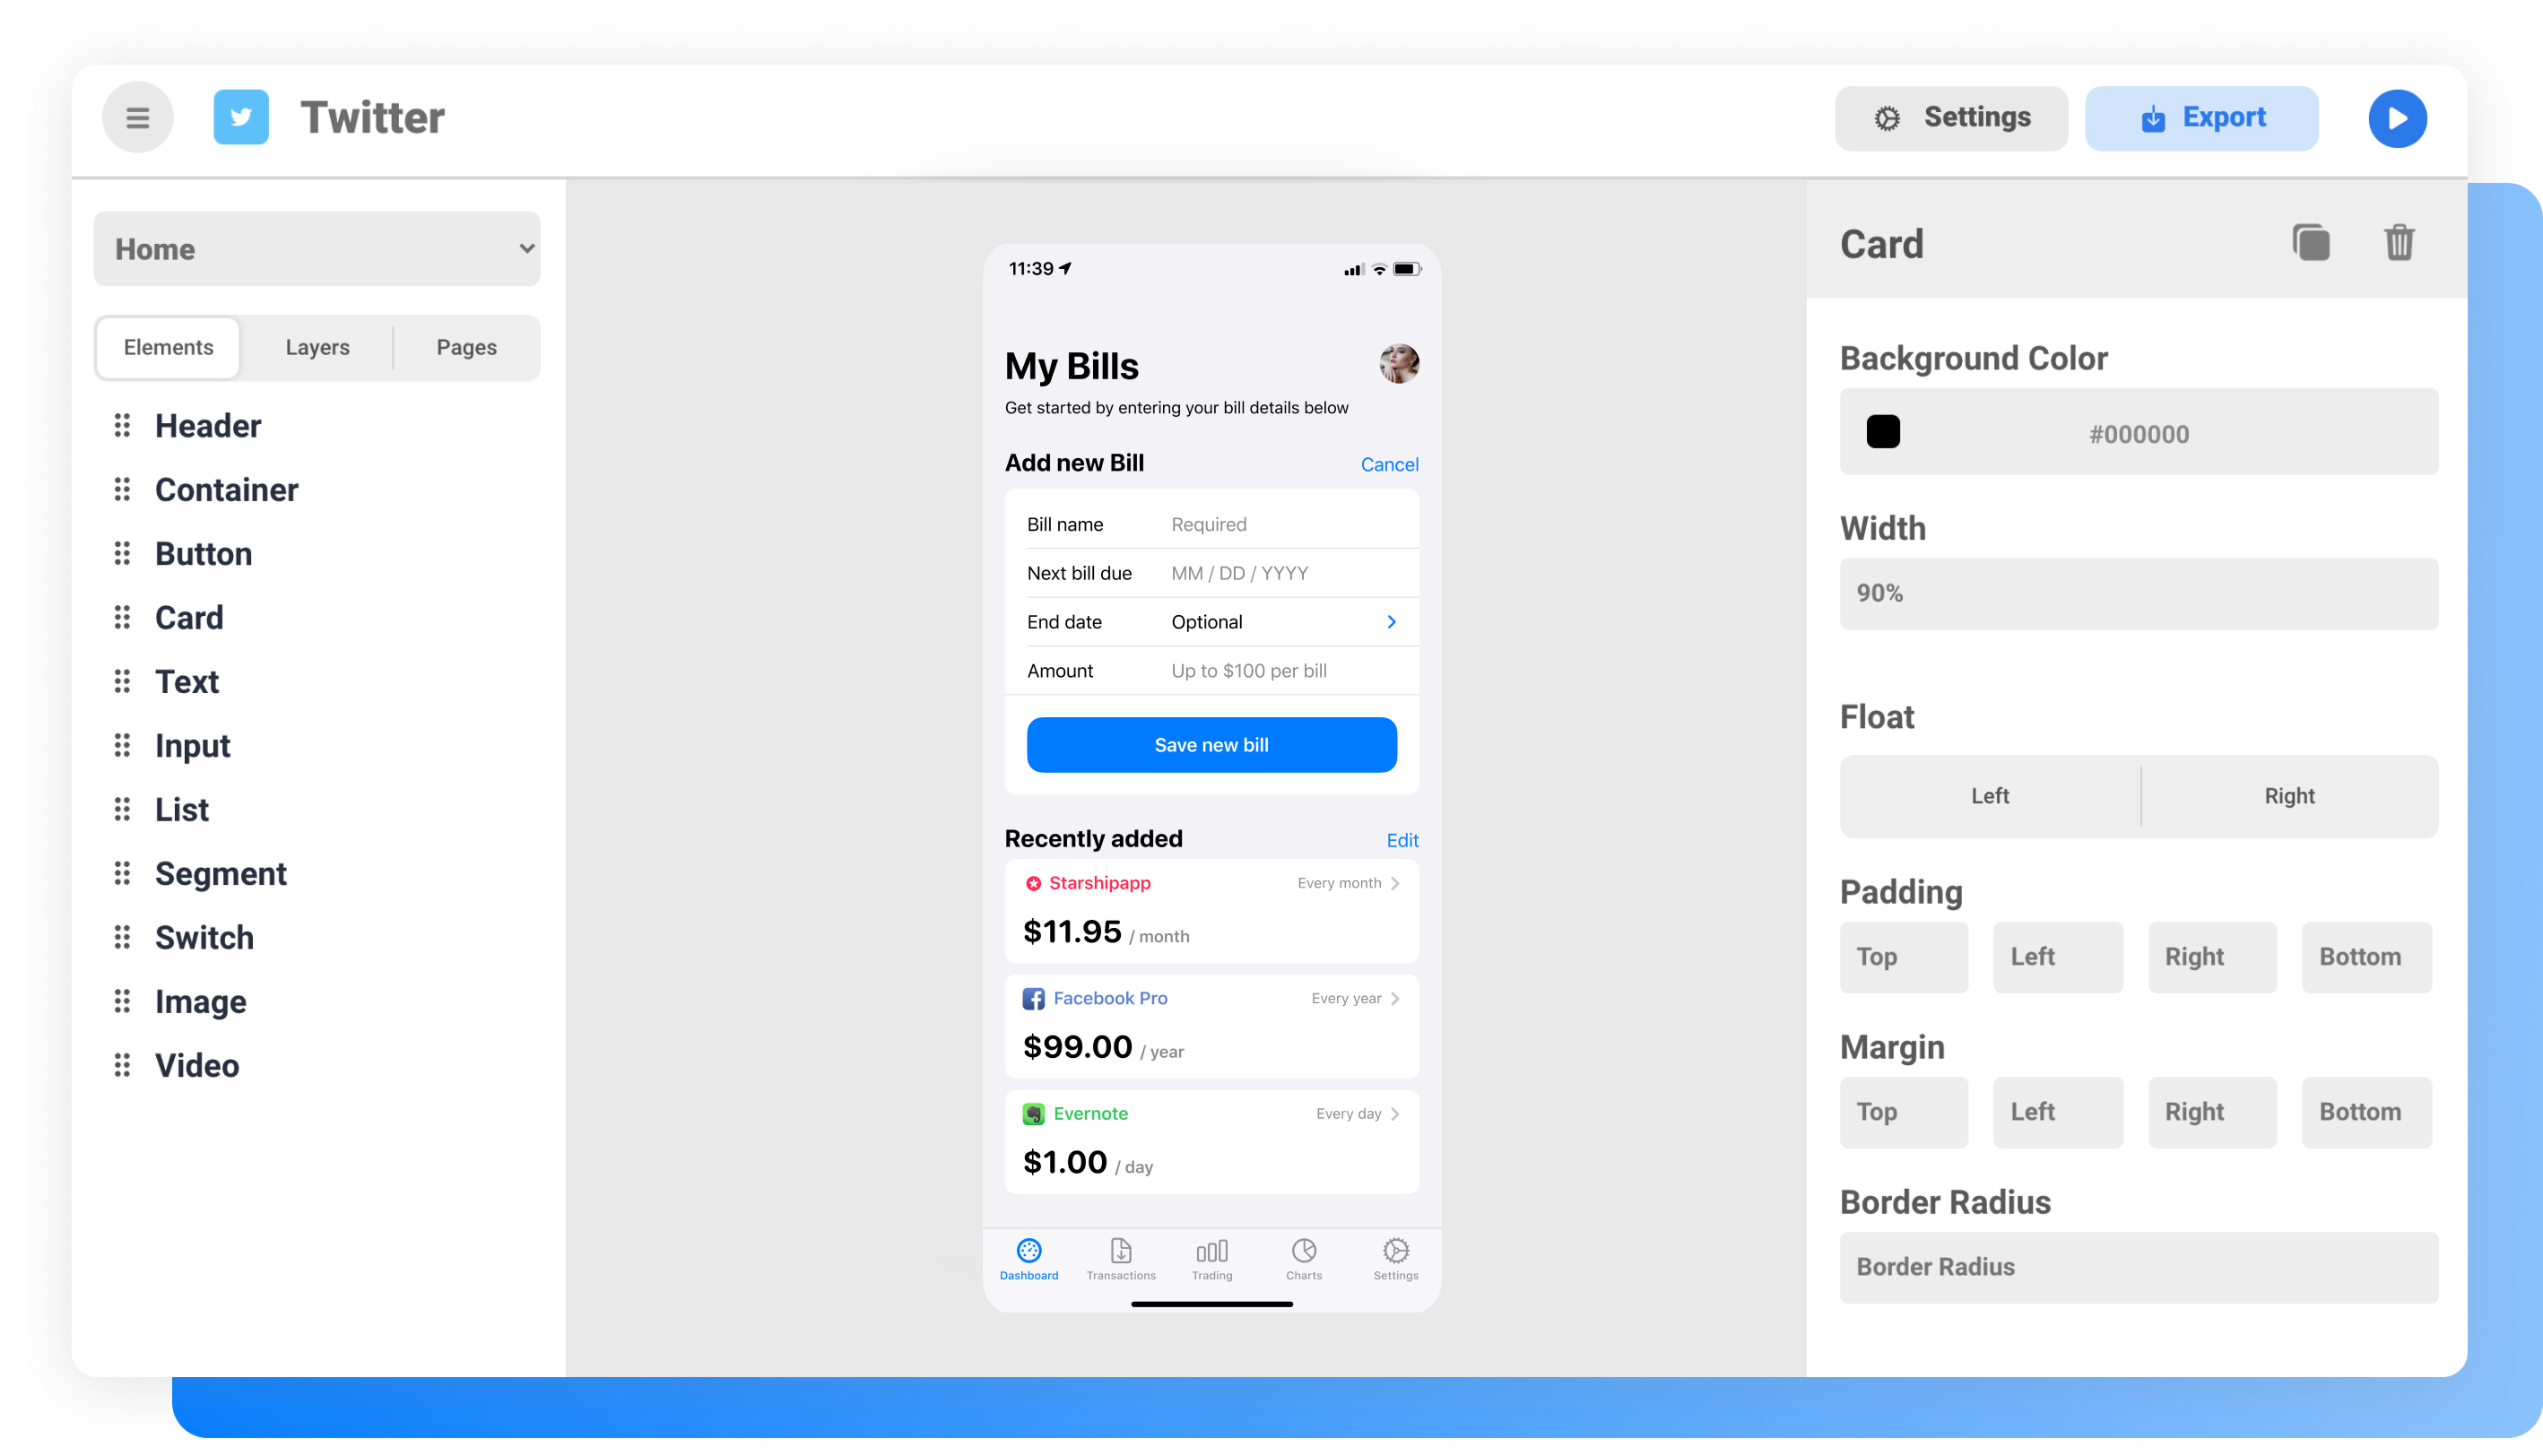 Twitter
Settings
Export
Home
Elements
Layers
Pages
Header
Container
Button
Card
Text
Input
List
Segment
Switch
Image
Video
11:39
My Bills
Get started by entering your bill details below
Add new Bill
Cancel
Bill name Required
Next bill due MM / DD / YYYY
End date Optional
Amount Up to $100 per bill
Save new bill
Recently added
Edit
Starshipapp Every month
$11.95 / month
Facebook Pro Every year
$99.00 / year
Evernote Every day
$1.00 / day
Dashboard
Transactions
Trading
Charts
Settings
Card
Background Color
#000000
Width
90%
Float
Left
Right
Padding
Top
Left
Right
Bottom
Margin
Top
Left
Right
Bottom
Border Radius
Border Radius